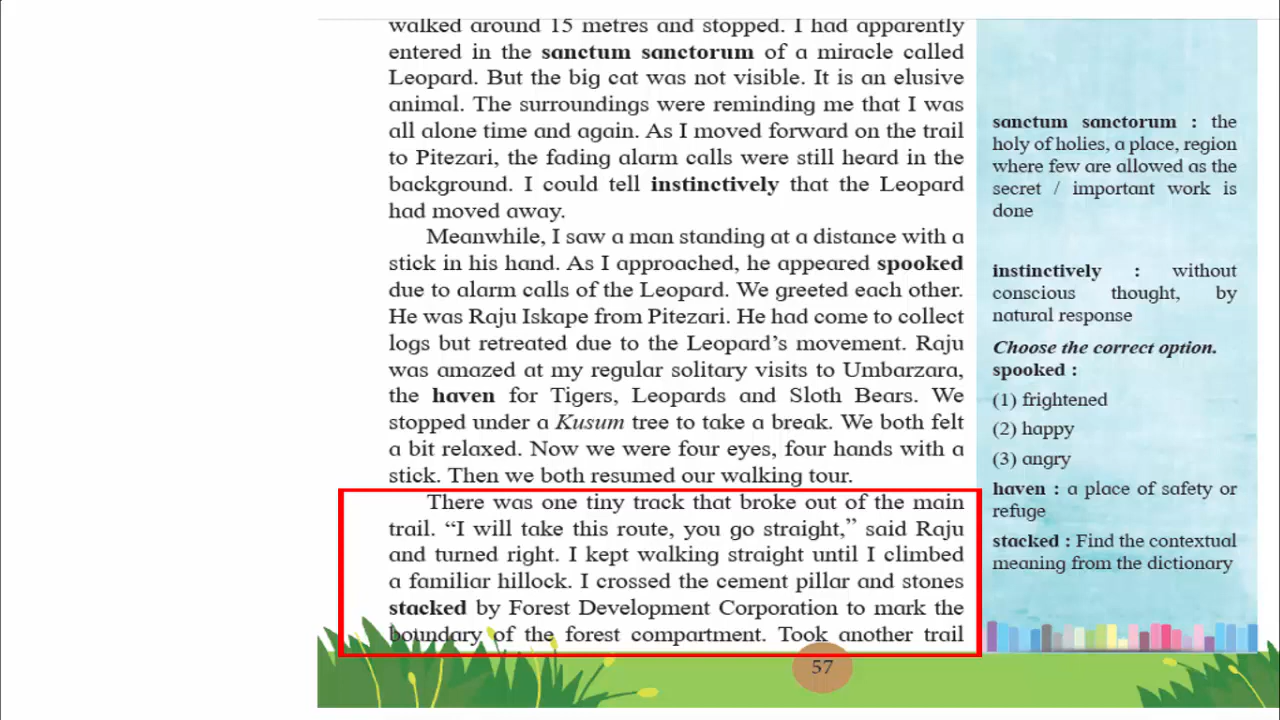 walked around 15 metres and stopped. I had apparently
entered in the sanctum sanctorum of a miracle called
Leopard. But the big cat was not visible. It is an elusive
animal. The surroundings were reminding me that I was
all alone time and again. As I moved forward on the trail
to Pitezari, the fading alarm calls were still heard in the
background. I could tell instinctively that the Leopard
had moved away.
Meanwhile, I saw a man standing at a distance with a
stick in his hand. As I approached, he appeared spooked
due to alarm calls of the Leopard. We greeted each other.
He was Raju Iskape from Pitezari. He had come to collect
logs but retreated due to the Leopard’s movement. Raju
was amazed at my regular solitary visits to Umbarzara,
the haven for Tigers, Leopards and Sloth Bears. We
stopped under a Kusum tree to take a break. We both felt
a bit relaxed. Now we were four eyes, four hands with a
stick. Then we both resumed our walking tour.
There was one tiny track that broke out of the main
trail. “I will take this route, you go straight,” said Raju
and turned right. I kept walking straight until I climbed
a familiar hillock. I crossed the cement pillar and stones
stacked by Forest Development Corporation to mark the
boundary of the forest compartment. Took another trail
sanctum sanctorum : the
holy of holies, a place, region
where few are allowed as the
secret / important work is
done
instinctively : without
conscious thought, by
natural response
Choose the correct option.
spooked :
(1) frightened
(2) happy
(3) angry
haven : a place of safety or
refuge
stacked : Find the contextual
meaning from the dictionary
57